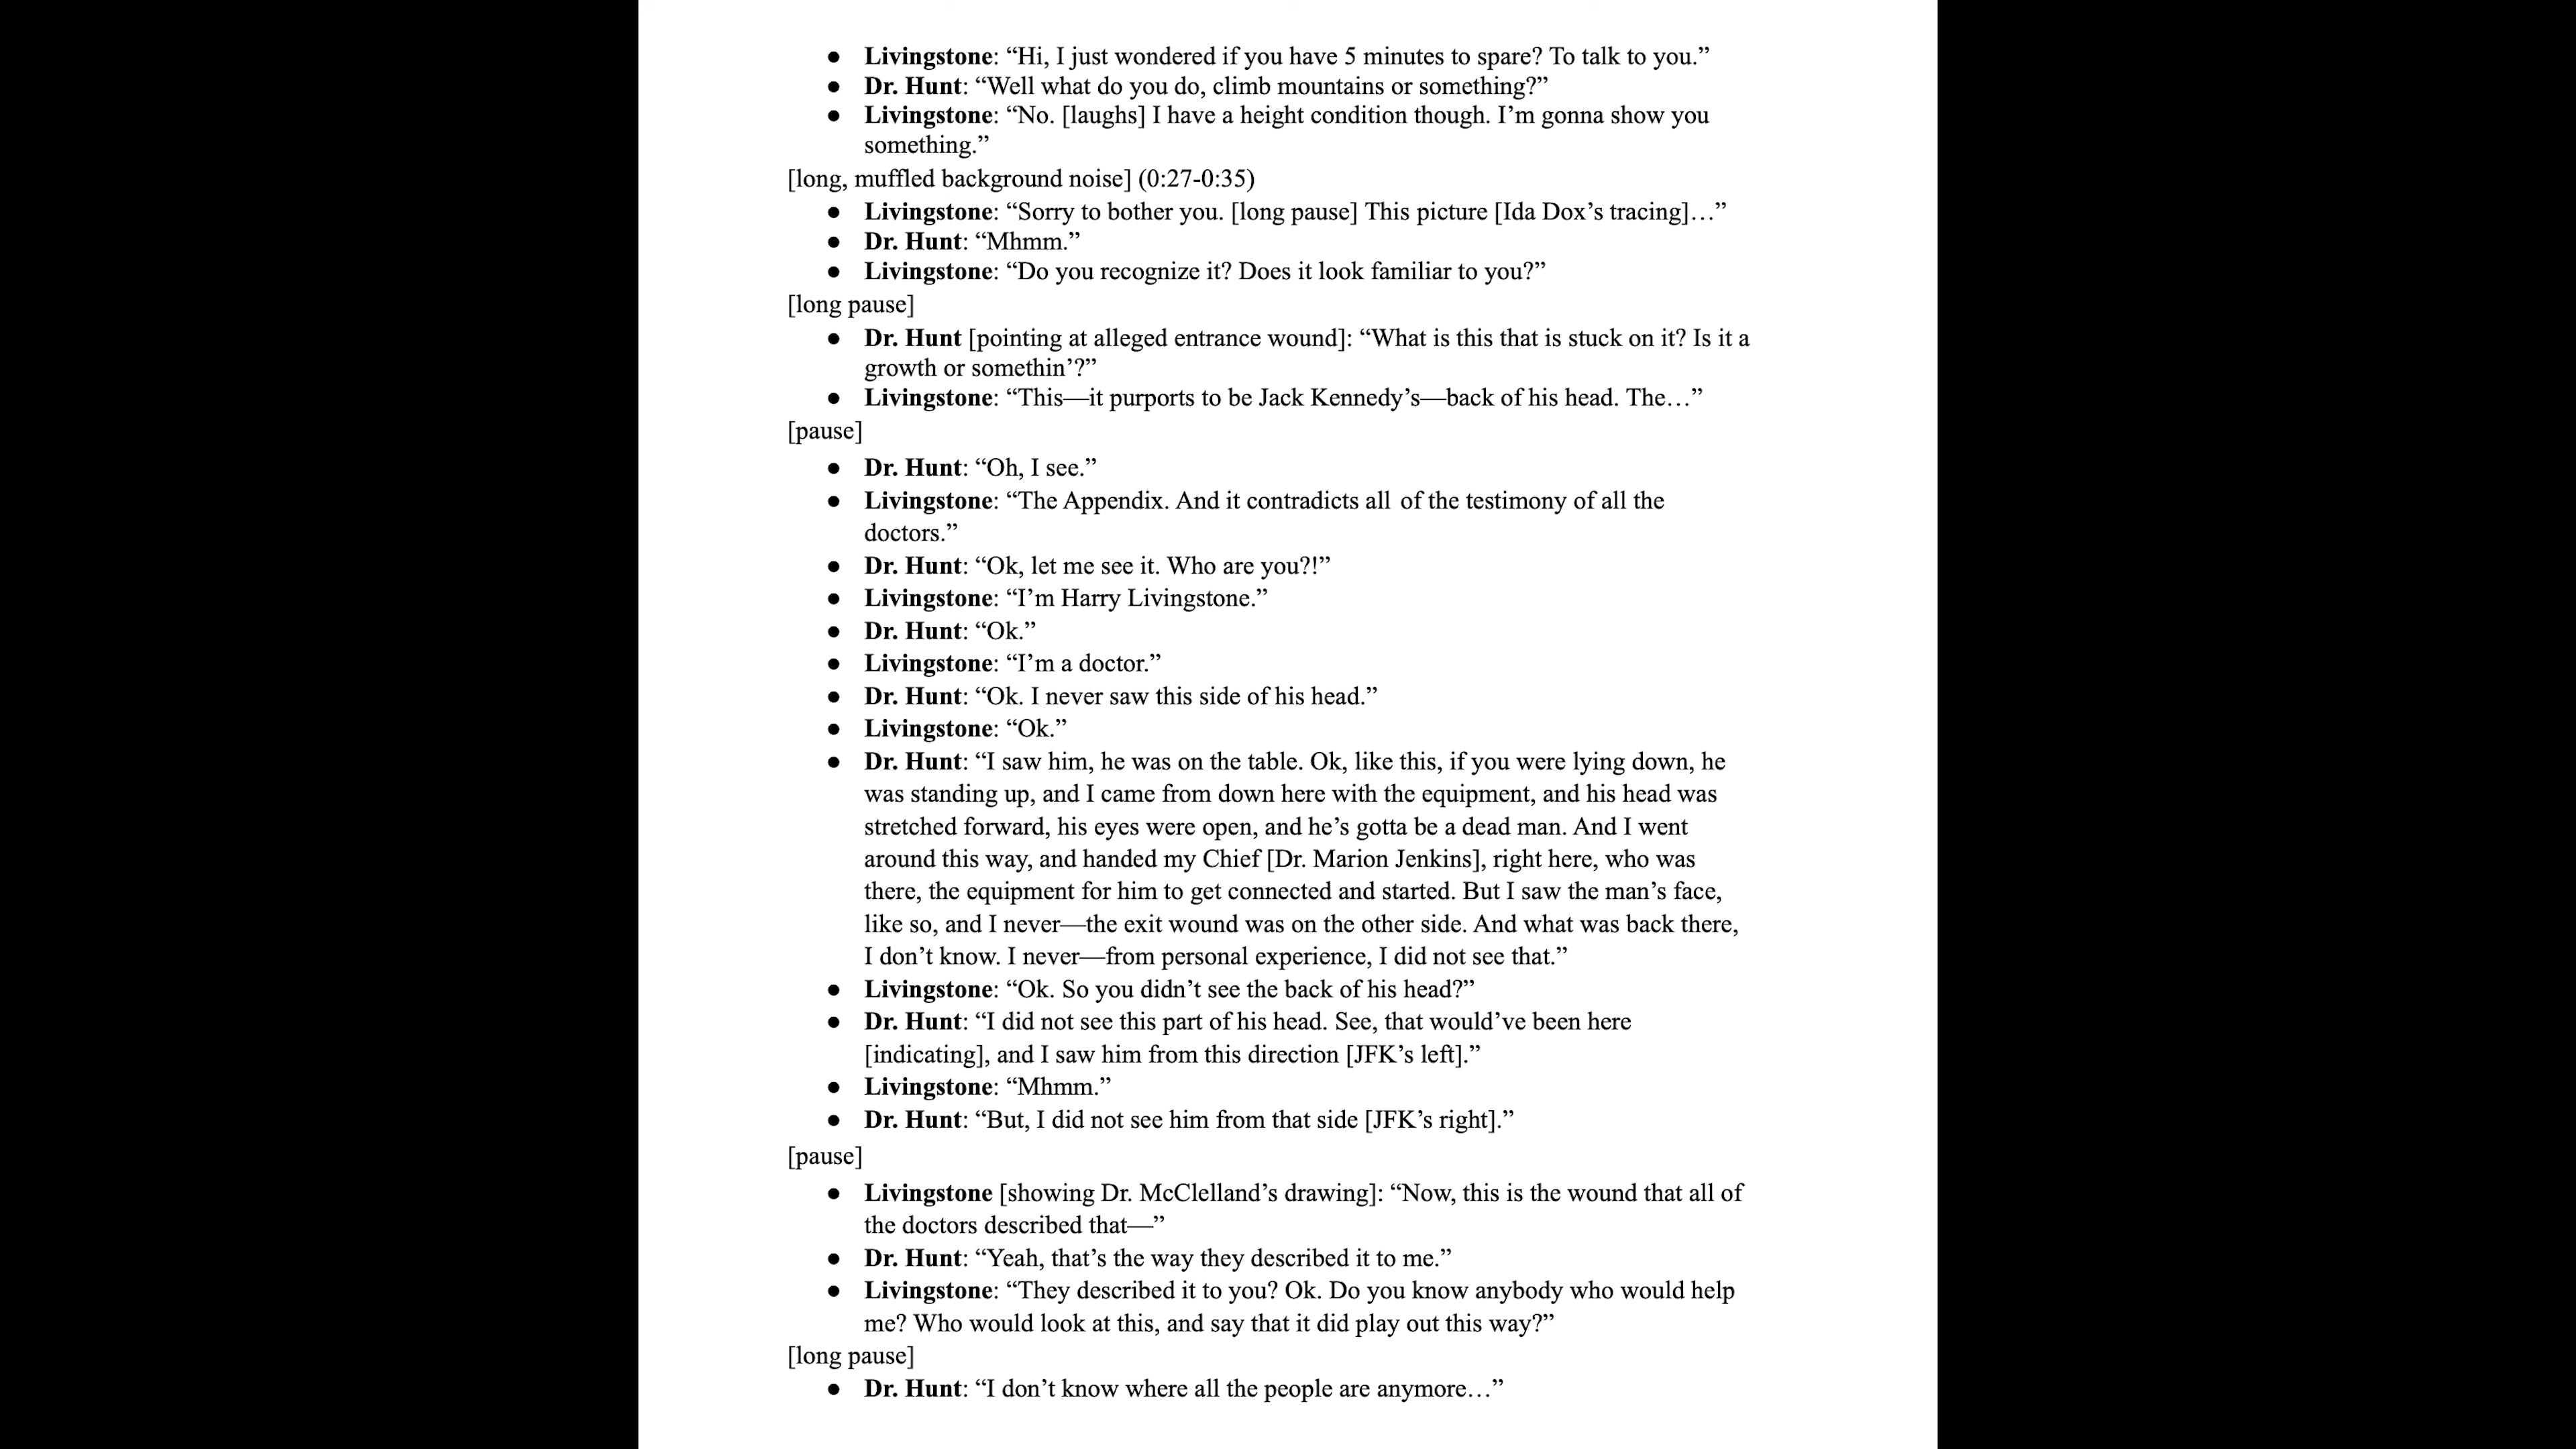 ● Livingstone: “Hi, I just wondered if you have 5 minutes to spare? To talk to you.”
● Dr. Hunt: “Well what do you do, climb mountains or something?”
● Livingstone: “No. [laughs] I have a height condition though. I’m gonna show you
something.”
[long, muffled background noise] (0:27-0:35)
● Livingstone: “Sorry to bother you. [long pause] This picture [Ida Dox’s tracing]…”
● Dr. Hunt: “Mhmm.”
● Livingstone: “Do you recognize it? Does it look familiar to you?”
[long pause]
● Dr. Hunt [pointing at alleged entrance wound]: “What is this that is stuck on it? Is it a
growth or somethin’?”
● Livingstone: “This—it purports to be Jack Kennedy’s—back of his head. The…”
[pause]
● Dr. Hunt: “Oh, I see.”
● Livingstone: “The Appendix. And it contradicts all of the testimony of all the
doctors.”
● Dr. Hunt: “Ok, let me see it. Who are you?!”
● Livingstone: “I’m Harry Livingstone.”
● Dr. Hunt: “Ok.”
● Livingstone: “I’m a doctor.”
● Dr. Hunt: “Ok. I never saw this side of his head.”
● Livingstone: “Ok.”
● Dr. Hunt: “I saw him, he was on the table. Ok, like this, if you were lying down, he
was standing up, and I came from down here with the equipment, and his head was
stretched forward, his eyes were open, and he’s gotta be a dead man. And I went
around this way, and handed my Chief [Dr. Marion Jenkins], right here, who was
there, the equipment for him to get connected and started. But I saw the man’s face,
like so, and I never—the exit wound was on the other side. And what was back there,
I don’t know. I never—from personal experience, I did not see that.”
● Livingstone: “Ok. So you didn’t see the back of his head?”
● Dr. Hunt: “I did not see this part of his head. See, that would’ve been here
[indicating], and I saw him from this direction [JFK’s left].”
● Livingstone: “Mhmm.”
● Dr. Hunt: “But, I did not see him from that side [JFK’s right].”
[pause]
● Livingstone [showing Dr. McClelland’s drawing]: “Now, this is the wound that all of
the doctors described that—”
● Dr. Hunt: “Yeah, that’s the way they described it to me.”
● Livingstone: “They described it to you? Ok. Do you know anybody who would help
me? Who would look at this, and say that it did play out this way?”
[long pause]
● Dr. Hunt: “I don’t know where all the people are anymore…”